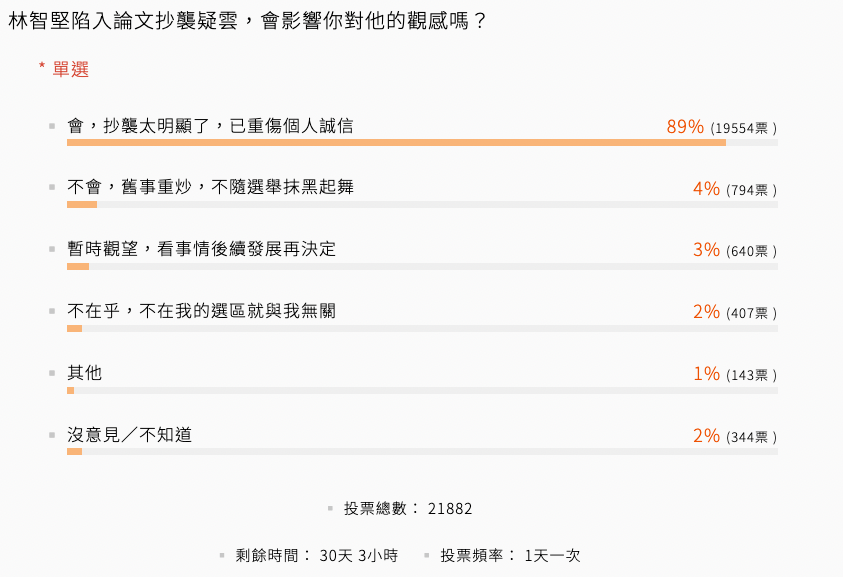 林智堅陷入論文抄襲疑雲，會影響你對他的觀感嗎？
* 單選
會，抄襲太明顯了，已重傷個人誠信 89% (19554票 )
不會，舊事重炒，不隨選舉抹黑起舞 4% (794票 )
暫時觀望，看事情後續發展再決定 3% (640票 )
不在乎，不在我的選區就與我無關 2% (407票 )
其他 1% (143票 )
沒意見／不知道 2% (344票 )
投票總數： 21882
剩餘時間： 30天 3小時 投票頻率： 1天一次